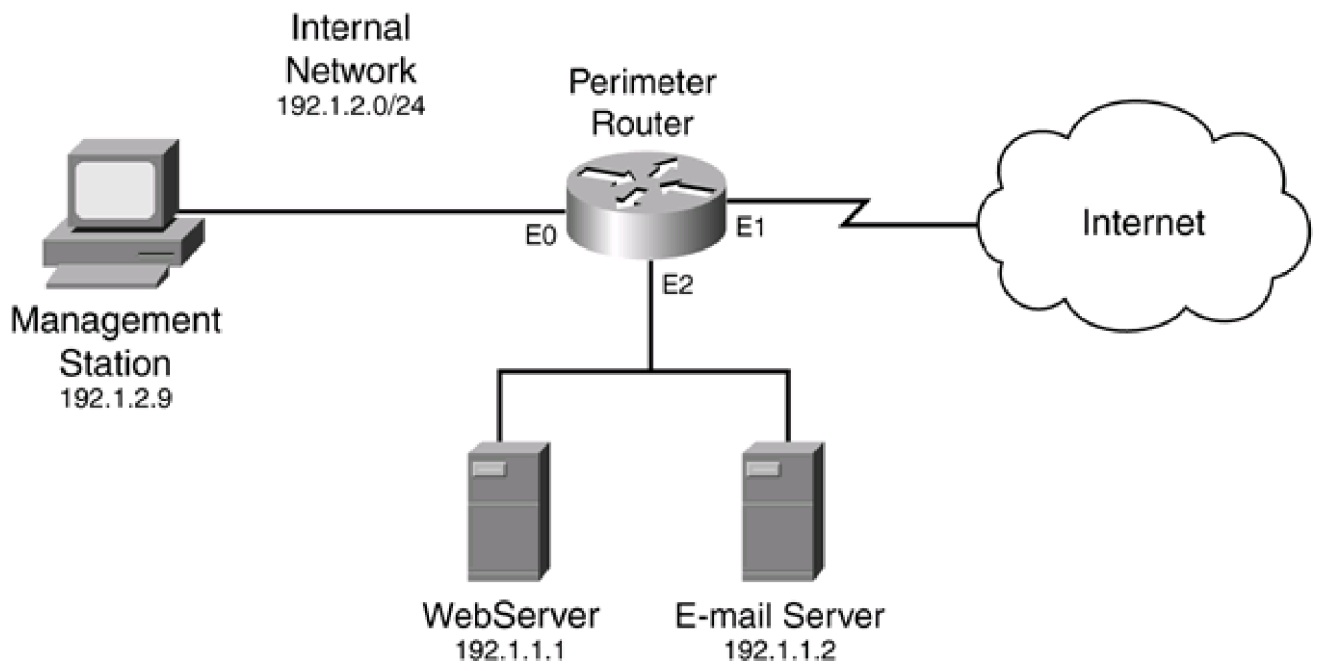 Internal
Network
192.1.2.0/24
Perimeter
Router
E0
E1
E2
Internet
Management
Station
192.1.2.9
WebServer
192.1.1.1
E-mail Server
192.1.1.2